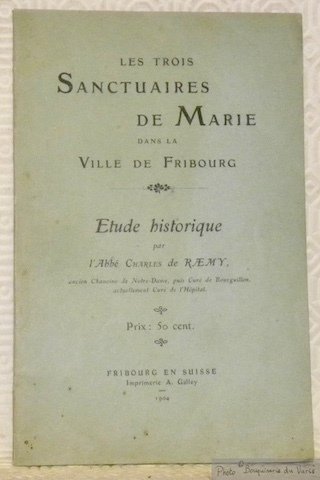 LES TROIS
SANCTUAIRES
DE MARIE
DANS LA
VILLE DE FRIBOURG
Etude historique
par
l'Abbé CHARLES de RÆMY,
ancien Chanoine de Notre-Dame, puis Curé de Bourguillon,
actuellement Curé de l'Hôpital.
Prix: 50 cent.
FRIBOURG EN SUISSE
Imprimerie A. Galley
1904
Photo © Bouquinerie du Varis